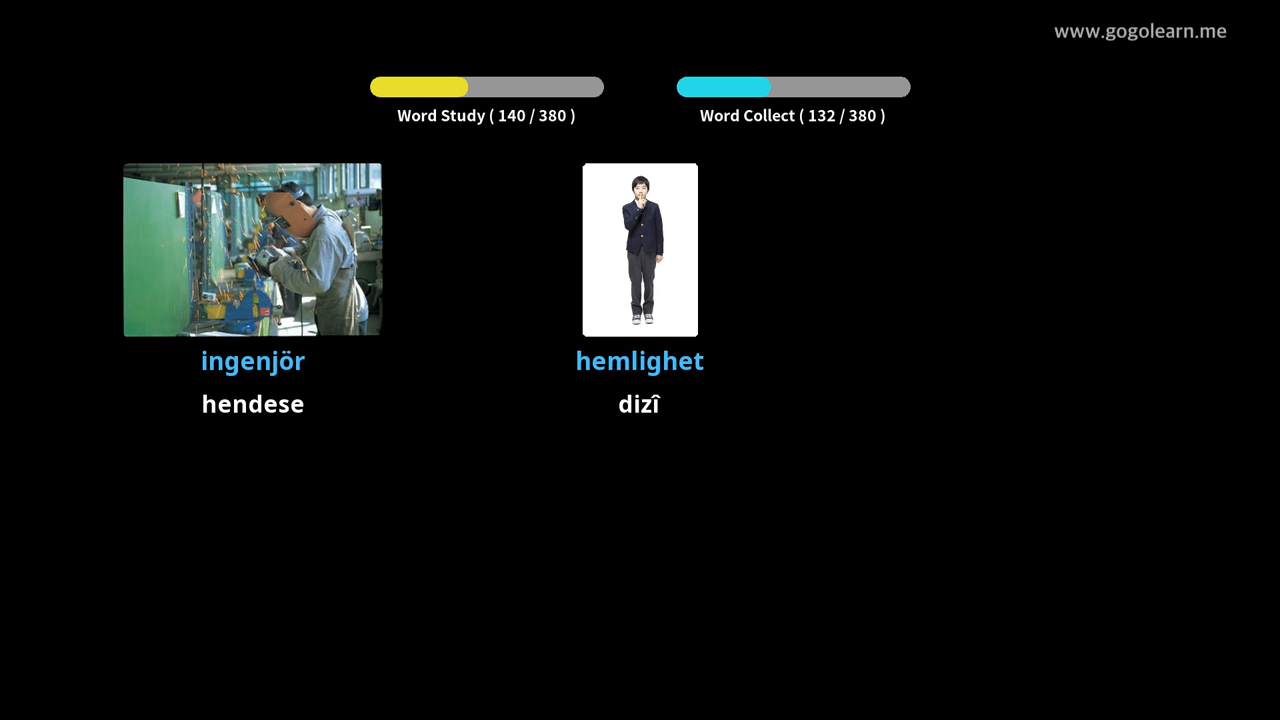 www.gogolearn.me
Word Study ( 140 / 380 )
Word Collect ( 132 / 380 )
ingenjör
hemlighet
hendese
dizî